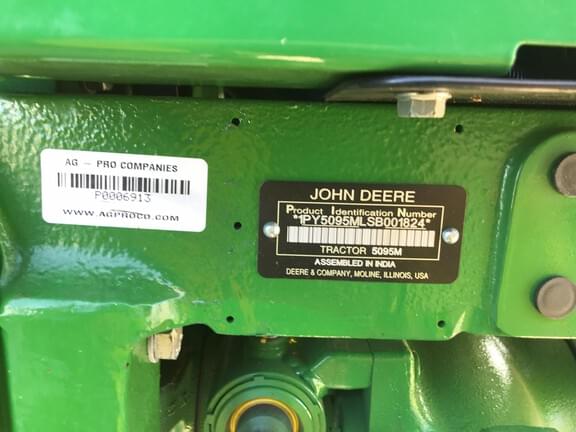 AG - PRO COMPANIES
P0006913
WWW.AGPROCO.COM
JOHN DEERE
Product Identification Number
*1PY5095MLSB001824*
TRACTOR 5095M
ASSEMBLED IN INDIA
DEERE & COMPANY, MOLINE, ILLINOIS, USA